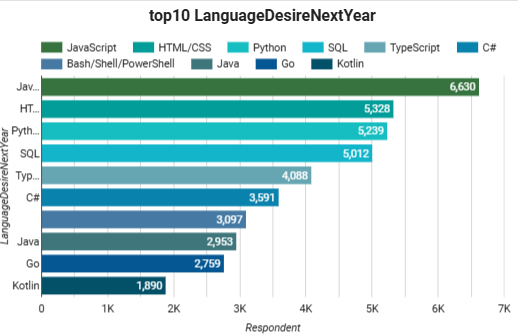 top10 LanguageDesireNextYear
JavaScript HTML/CSS Python SQL TypeScript C#
Bash/Shell/PowerShell Java Go Kotlin
LanguageDesireNextYear
Jav... 6,630
HT... 5,328
Pyth... 5,239
SQL 5,012
Typ... 4,088
C# 3,591
3,097
Java 2,953
Go 2,759
Kotlin 1,890
0 1K 2K 3K 4K 5K 6K 7K
Respondent